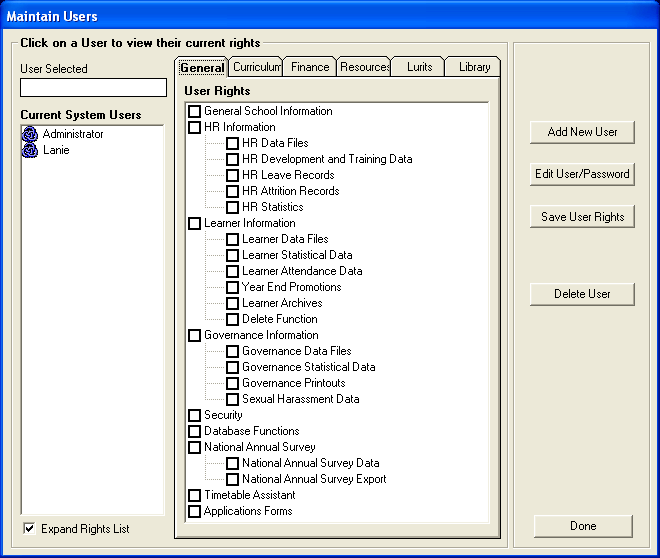 Maintain Users
Click on a User to view their current rights
User Selected
Current System Users
Administrator
Lanie
Expand Rights List
General Curriculum Finance Resources Lurits Library
User Rights
General School Information
HR Information
HR Data Files
HR Development and Training Data
HR Leave Records
HR Attrition Records
HR Statistics
Learner Information
Learner Data Files
Learner Statistical Data
Learner Attendance Data
Year End Promotions
Learner Archives
Delete Function
Governance Information
Governance Data Files
Governance Statistical Data
Governance Printouts
Sexual Harassment Data
Security
Database Functions
National Annual Survey
National Annual Survey Data
National Annual Survey Export
Timetable Assistant
Applications Forms
Add New User
Edit User/Password
Save User Rights
Delete User
Done